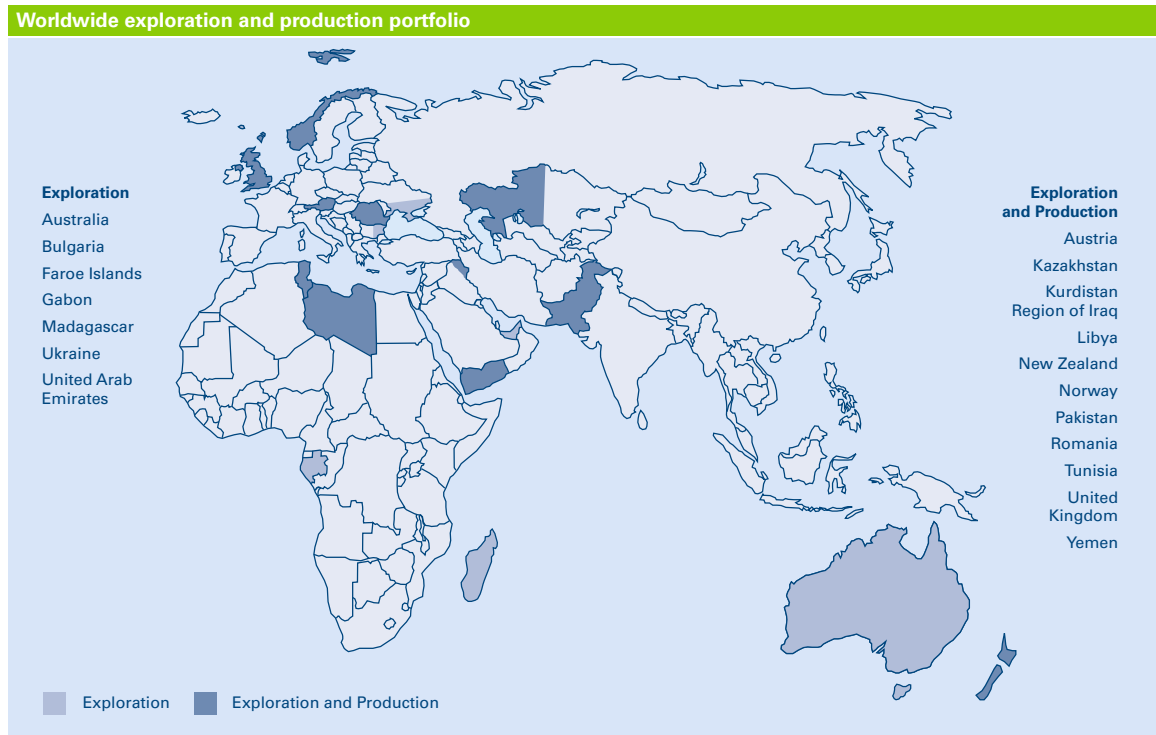 Worldwide exploration and production portfolio
Exploration
Australia
Bulgaria
Faroe Islands
Gabon
Madagascar
Ukraine
United Arab
Emirates
Exploration
and Production
Austria
Kazakhstan
Kurdistan
Region of Iraq
Libya
New Zealand
Norway
Pakistan
Romania
Tunisia
United
Kingdom
Yemen
Exploration
Exploration and Production